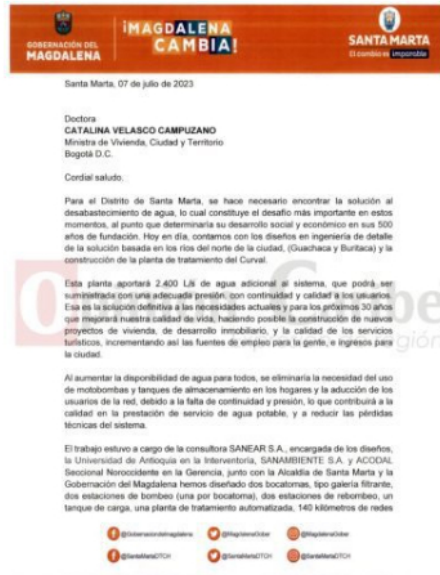 GOBERNACIÓN DEL
MAGDALENA
¡MAGDALENA
CAMBIA!
SANTA MARTA
El cambio es imparable
Santa Marta, 07 de julio de 2023
Doctora
CATALINA VELASCO CAMPUZANO
Ministra de Vivienda, Ciudad y Territorio
Bogotá D.C.
Cordial saludo.
Para el Distrito de Santa Marta, se hace necesario encontrar la solución al
desabastecimiento de agua, lo cual constituye el desafío más importante en estos
momentos, al punto que determinaría su desarrollo social y económico en sus 500
años de fundación. Hoy en día, contamos con los diseños en ingeniería de detalle
de la solución basada en los ríos del norte de la ciudad, (Guachaca y Buritaca) y la
construcción de la planta de tratamiento del Curval.
Esta planta aportará 2.400 L/s de agua adicional al sistema, que podrá ser
suministrada con una adecuada presión, con continuidad y calidad a los usuarios.
Esa es la solución definitiva a las necesidades actuales y para los próximos 30 años
que mejorará nuestra calidad de vida, haciendo posible la construcción de nuevos
proyectos de vivienda, de desarrollo inmobiliario, y la calidad de los servicios
turísticos, incrementando así las fuentes de empleo para la gente, e ingresos para
la ciudad.
Al aumentar la disponibilidad de agua para todos, se eliminaría la necesidad del uso
de motobombas y tanques de almacenamiento en los hogares y la aducción de los
usuarios de la red, debido a la falta de continuidad y presión, lo que contribuirá a la
calidad en la prestación de servicio de agua potable, y a reducir las pérdidas
técnicas del sistema.
El trabajo estuvo a cargo de la consultora SANEAR S.A., encargada de los diseños,
la Universidad de Antioquia en la Interventoría, SANAMBIENTE S.A. y ACODAL
Seccional Noroccidente en la Gerencia, junto con la Alcaldía de Santa Marta y la
Gobernación del Magdalena hemos diseñado dos bocatomas, tipo galería filtrante,
dos estaciones de bombeo (una por bocatoma), dos estaciones de rebombeo, un
tanque de carga, una planta de tratamiento automatizada, 140 kilómetros de redes
@Gobernaciondelmagdalena
@MagdalenaGober
@MagdalenaGober
@SantaMartaDTCH
@SantaMartaDTCH
@SantaMartaDTCH